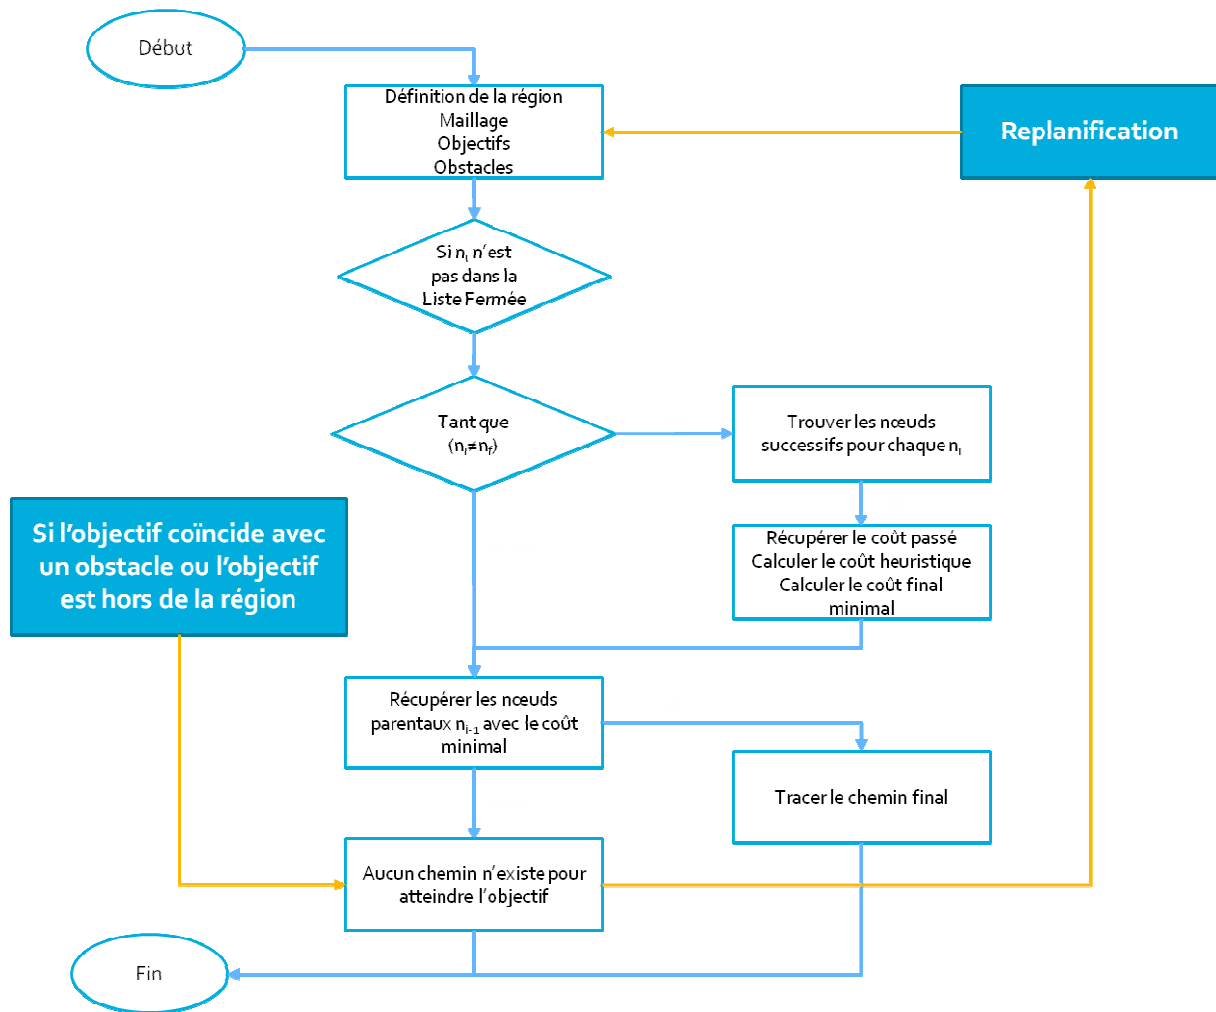 Début
Définition de la région
Maillage
Objectifs
Obstacles
Replanification
Si nᵢ n’est
pas dans la
Liste Fermée
Tant que
(nᵢ≠n_f)
Trouver les nœuds
successifs pour chaque nᵢ
Si l’objectif coïncide avec
un obstacle ou l’objectif
est hors de la région
Récupérer le coût passé
Calculer le coût heuristique
Calculer le coût final
minimal
Récupérer les nœuds
parentaux nᵢ₋₁ avec le coût
minimal
Tracer le chemin final
Aucun chemin n’existe pour
atteindre l’objectif
Fin